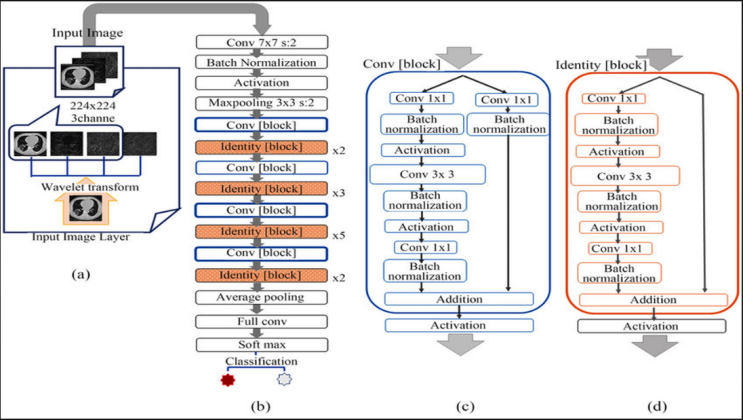 Input Image
224x224
3channe
Wavelet transform
Input Image Layer
(a)
Conv 7x7 s:2
Batch Normalization
Activation
Maxpooling 3x3 s:2
Conv [block]
Identity [block]
x2
Conv [block]
Identity [block]
x3
Conv [block]
Identity [block]
x5
Conv [block]
Identity [block]
x2
Average pooling
Full conv
Soft max
Classification
(b)
Conv [block]
Conv 1x1
Conv 1x1
Batch
normalization
Batch
normalization
Activation
Conv 3x 3
Batch
normalization
Activation
Conv 1x1
Batch
normalization
Addition
Activation
(c)
Identity [block]
Conv 1x1
Batch
normalization
Activation
Conv 3x 3
Batch
normalization
Activation
Conv 1x1
Batch
normalization
Addition
Activation
(d)